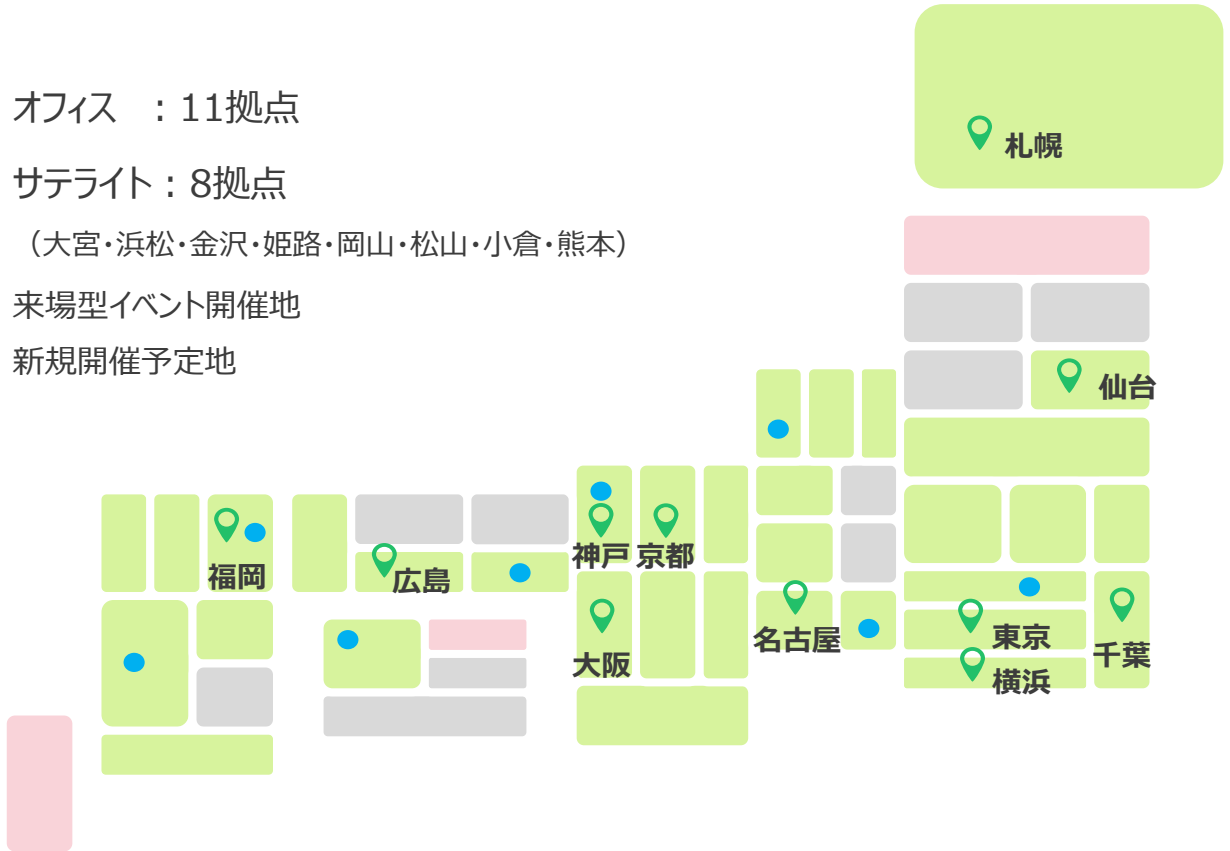 オフィス　：11拠点
サテライト：8拠点
（大宮・浜松・金沢・姫路・岡山・松山・小倉・熊本）
来場型イベント開催地
新規開催予定地
札幌
仙台
神戸 京都
福岡
広島
名古屋
東京
千葉
大阪
横浜